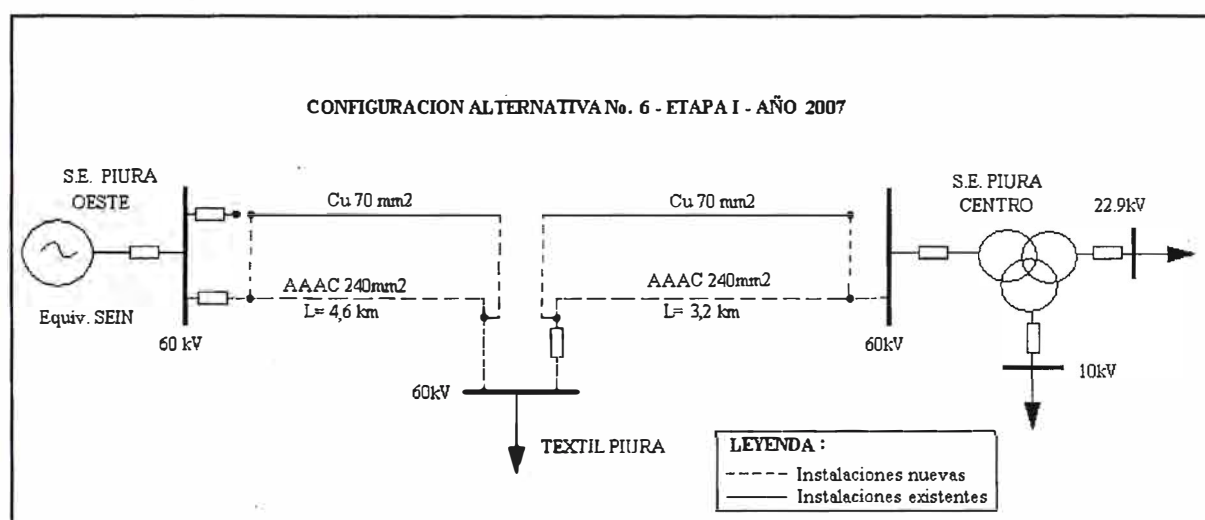 CONFIGURACION ALTERNATIVA No. 6 - ETAPA I - AÑO 2007
S.E. PIURA
OESTE
Cu 70 mm2
Cu 70 mm2
S.E. PIURA
CENTRO
22.9kV
AAAC 240mm2
L= 4,6 km
AAAC 240mm2
L= 3,2 km
Equiv. SEIN
60 kV
60kV
60kV
10kV
TEXTIL PIURA
LEYENDA :
Instalaciones nuevas
Instalaciones existentes